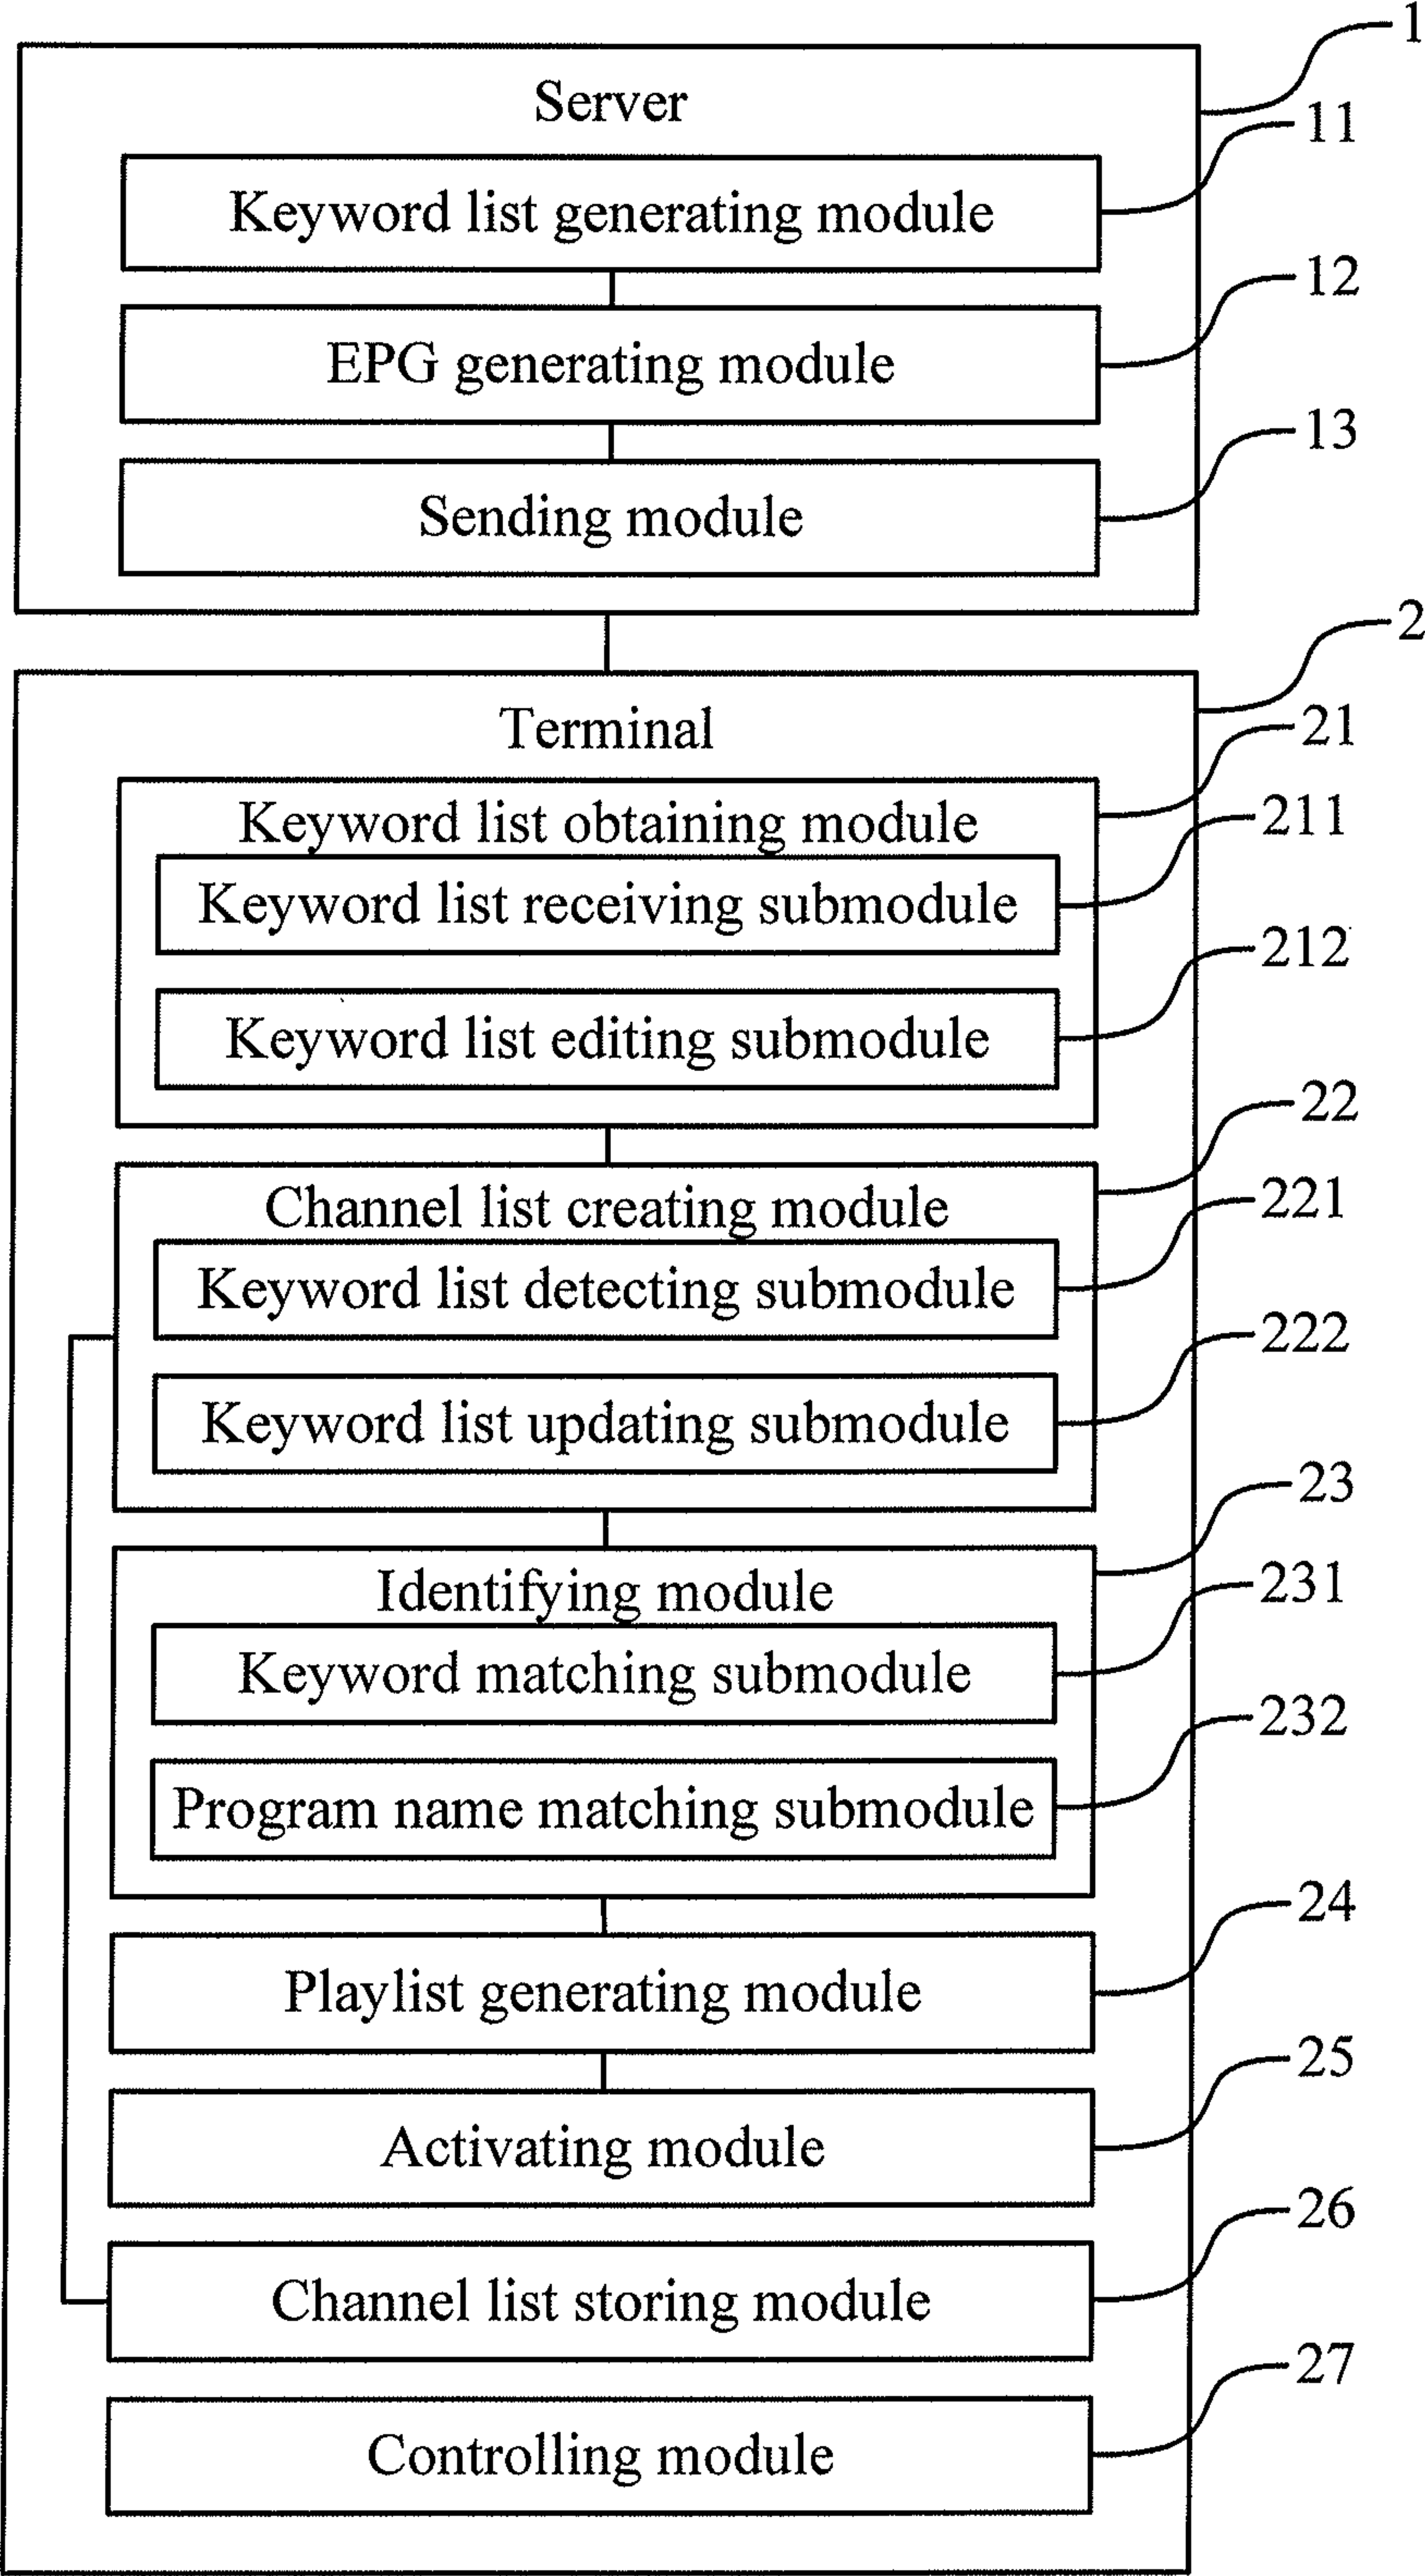 1
Server
11
Keyword list generating module
12
EPG generating module
13
Sending module
2
Terminal
21
Keyword list obtaining module
211
Keyword list receiving submodule
212
Keyword list editing submodule
22
Channel list creating module
221
Keyword list detecting submodule
222
Keyword list updating submodule
23
Identifying module
231
Keyword matching submodule
232
Program name matching submodule
24
Playlist generating module
25
Activating module
26
Channel list storing module
27
Controlling module